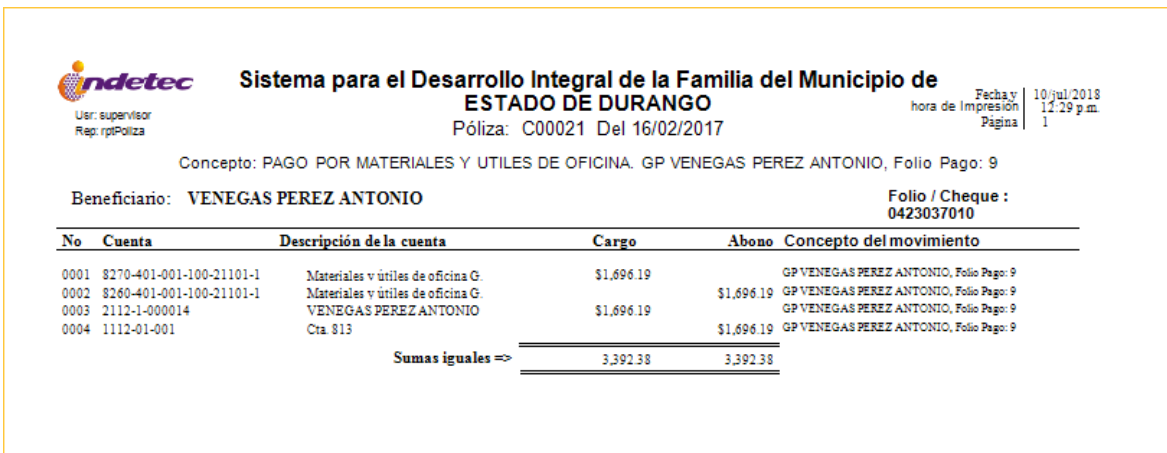 indetec
Sistema para el Desarrollo Integral de la Familia del Municipio de
ESTADO DE DURANGO
Usr: supervisor
Rep: rptPoliza
Póliza: C00021 Del 16/02/2017
Fecha y hora de Impresión 10/jul/2018 12:29 p.m.
Página 1
Concepto: PAGO POR MATERIALES Y UTILES DE OFICINA. GP VENEGAS PEREZ ANTONIO, Folio Pago: 9
Beneficiario: VENEGAS PEREZ ANTONIO
Folio / Cheque :
0423037010
No Cuenta Descripción de la cuenta Cargo Abono Concepto del movimiento
0001 8270-401-001-100-21101-1 Materiales y útiles de oficina G. $1,696.19 GP VENEGAS PEREZ ANTONIO, Folio Pago: 9
0002 8260-401-001-100-21101-1 Materiales y útiles de oficina G. $1,696.19 GP VENEGAS PEREZ ANTONIO, Folio Pago: 9
0003 2112-1-000014 VENEGAS PEREZ ANTONIO $1,696.19 GP VENEGAS PEREZ ANTONIO, Folio Pago: 9
0004 1112-01-001 Cta. 813 $1,696.19 GP VENEGAS PEREZ ANTONIO, Folio Pago: 9
Sumas iguales => 3,392.38 3,392.38